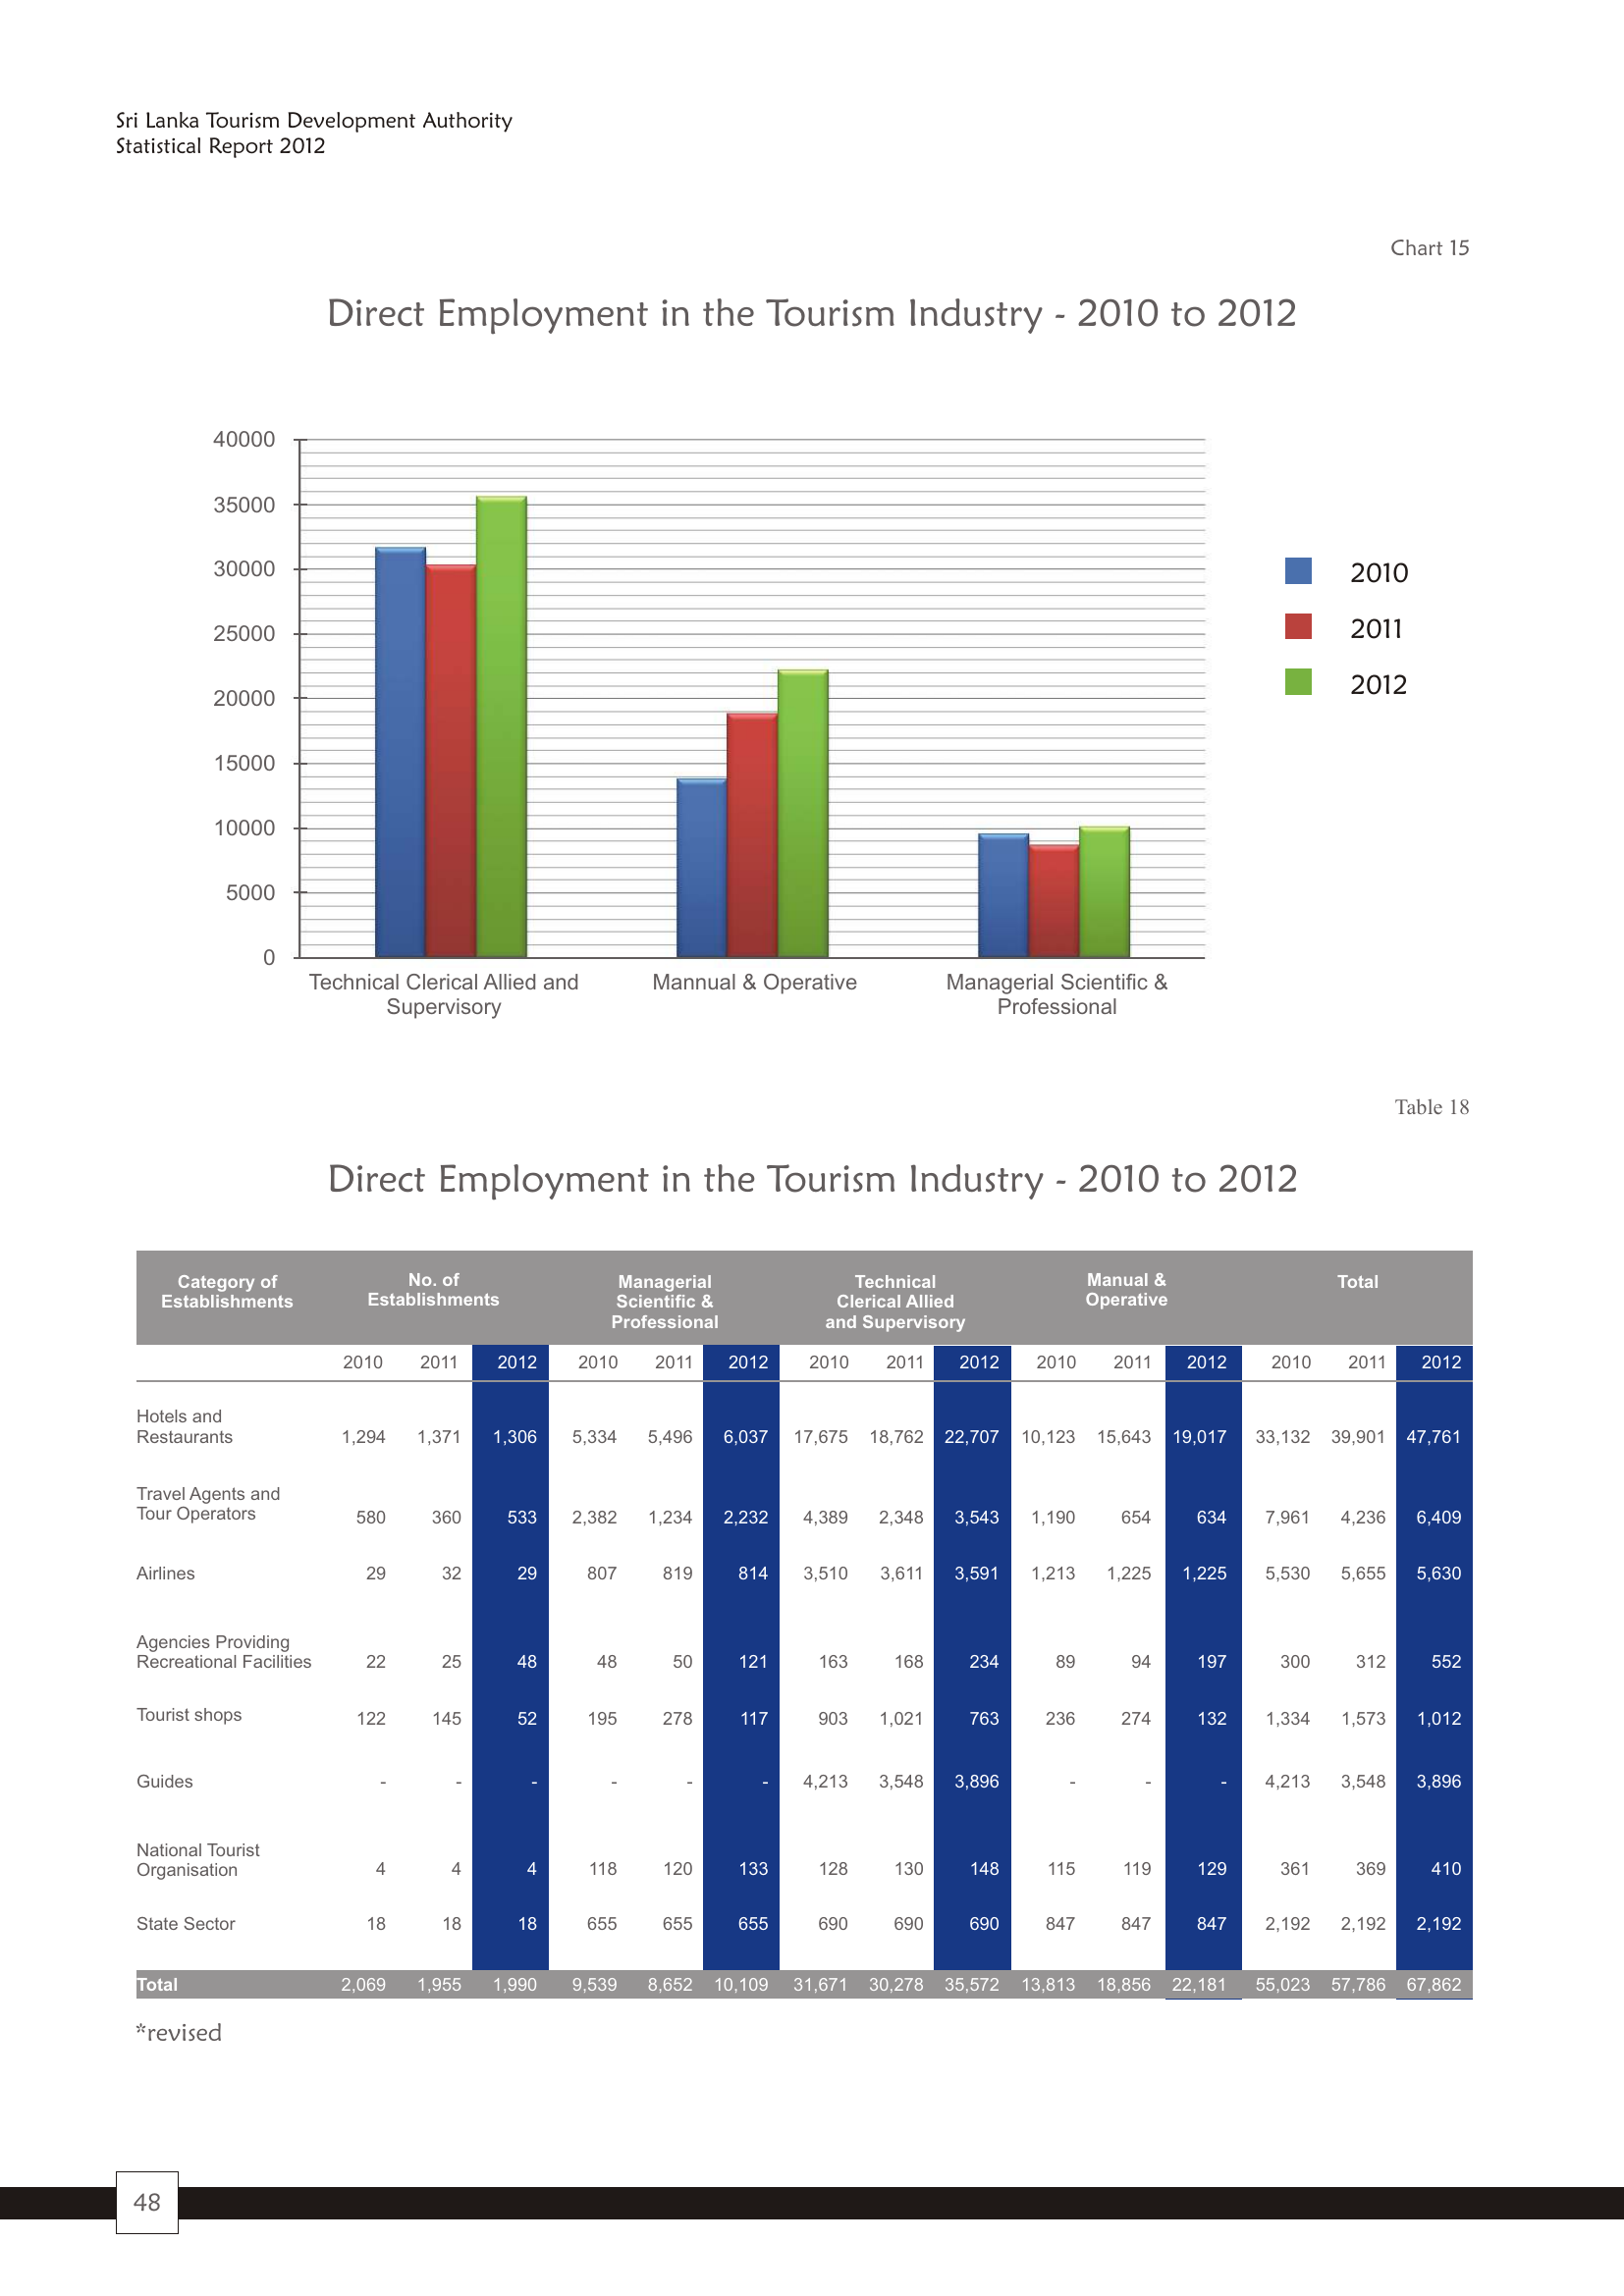 Sri Lanka Tourism Development Authority
Statistical Report 2012
Chart 15
Direct Employment in the Tourism Industry - 2010 to 2012
40000
35000
30000
25000
20000
15000
10000
5000
0
Technical Clerical Allied and
Supervisory
Mannual & Operative
Managerial Scientific &
Professional
2010
2011
2012
Table 18
Direct Employment in the Tourism Industry - 2010 to 2012
Category of
Establishments
No. of
Establishments
Managerial
Scientific &
Professional
Technical
Clerical Allied
and Supervisory
Manual &
Operative
Total
2010 2011 2012 2010 2011 2012 2010 2011 2012 2010 2011 2012 2010 2011 2012
Hotels and
Restaurants 1,294 1,371 1,306 5,334 5,496 6,037 17,675 18,762 22,707 10,123 15,643 19,017 33,132 39,901 47,761
Travel Agents and
Tour Operators 580 360 533 2,382 1,234 2,232 4,389 2,348 3,543 1,190 654 634 7,961 4,236 6,409
Airlines 29 32 29 807 819 814 3,510 3,611 3,591 1,213 1,225 1,225 5,530 5,655 5,630
Agencies Providing
Recreational Facilities 22 25 48 48 50 121 163 168 234 89 94 197 300 312 552
Tourist shops 122 145 52 195 278 117 903 1,021 763 236 274 132 1,334 1,573 1,012
Guides - - - - - - 4,213 3,548 3,896 - - - 4,213 3,548 3,896
National Tourist
Organisation 4 4 4 118 120 133 128 130 148 115 119 129 361 369 410
State Sector 18 18 18 655 655 655 690 690 690 847 847 847 2,192 2,192 2,192
Total 2,069 1,955 1,990 9,539 8,652 10,109 31,671 30,278 35,572 13,813 18,856 22,181 55,023 57,786 67,862
*revised
48